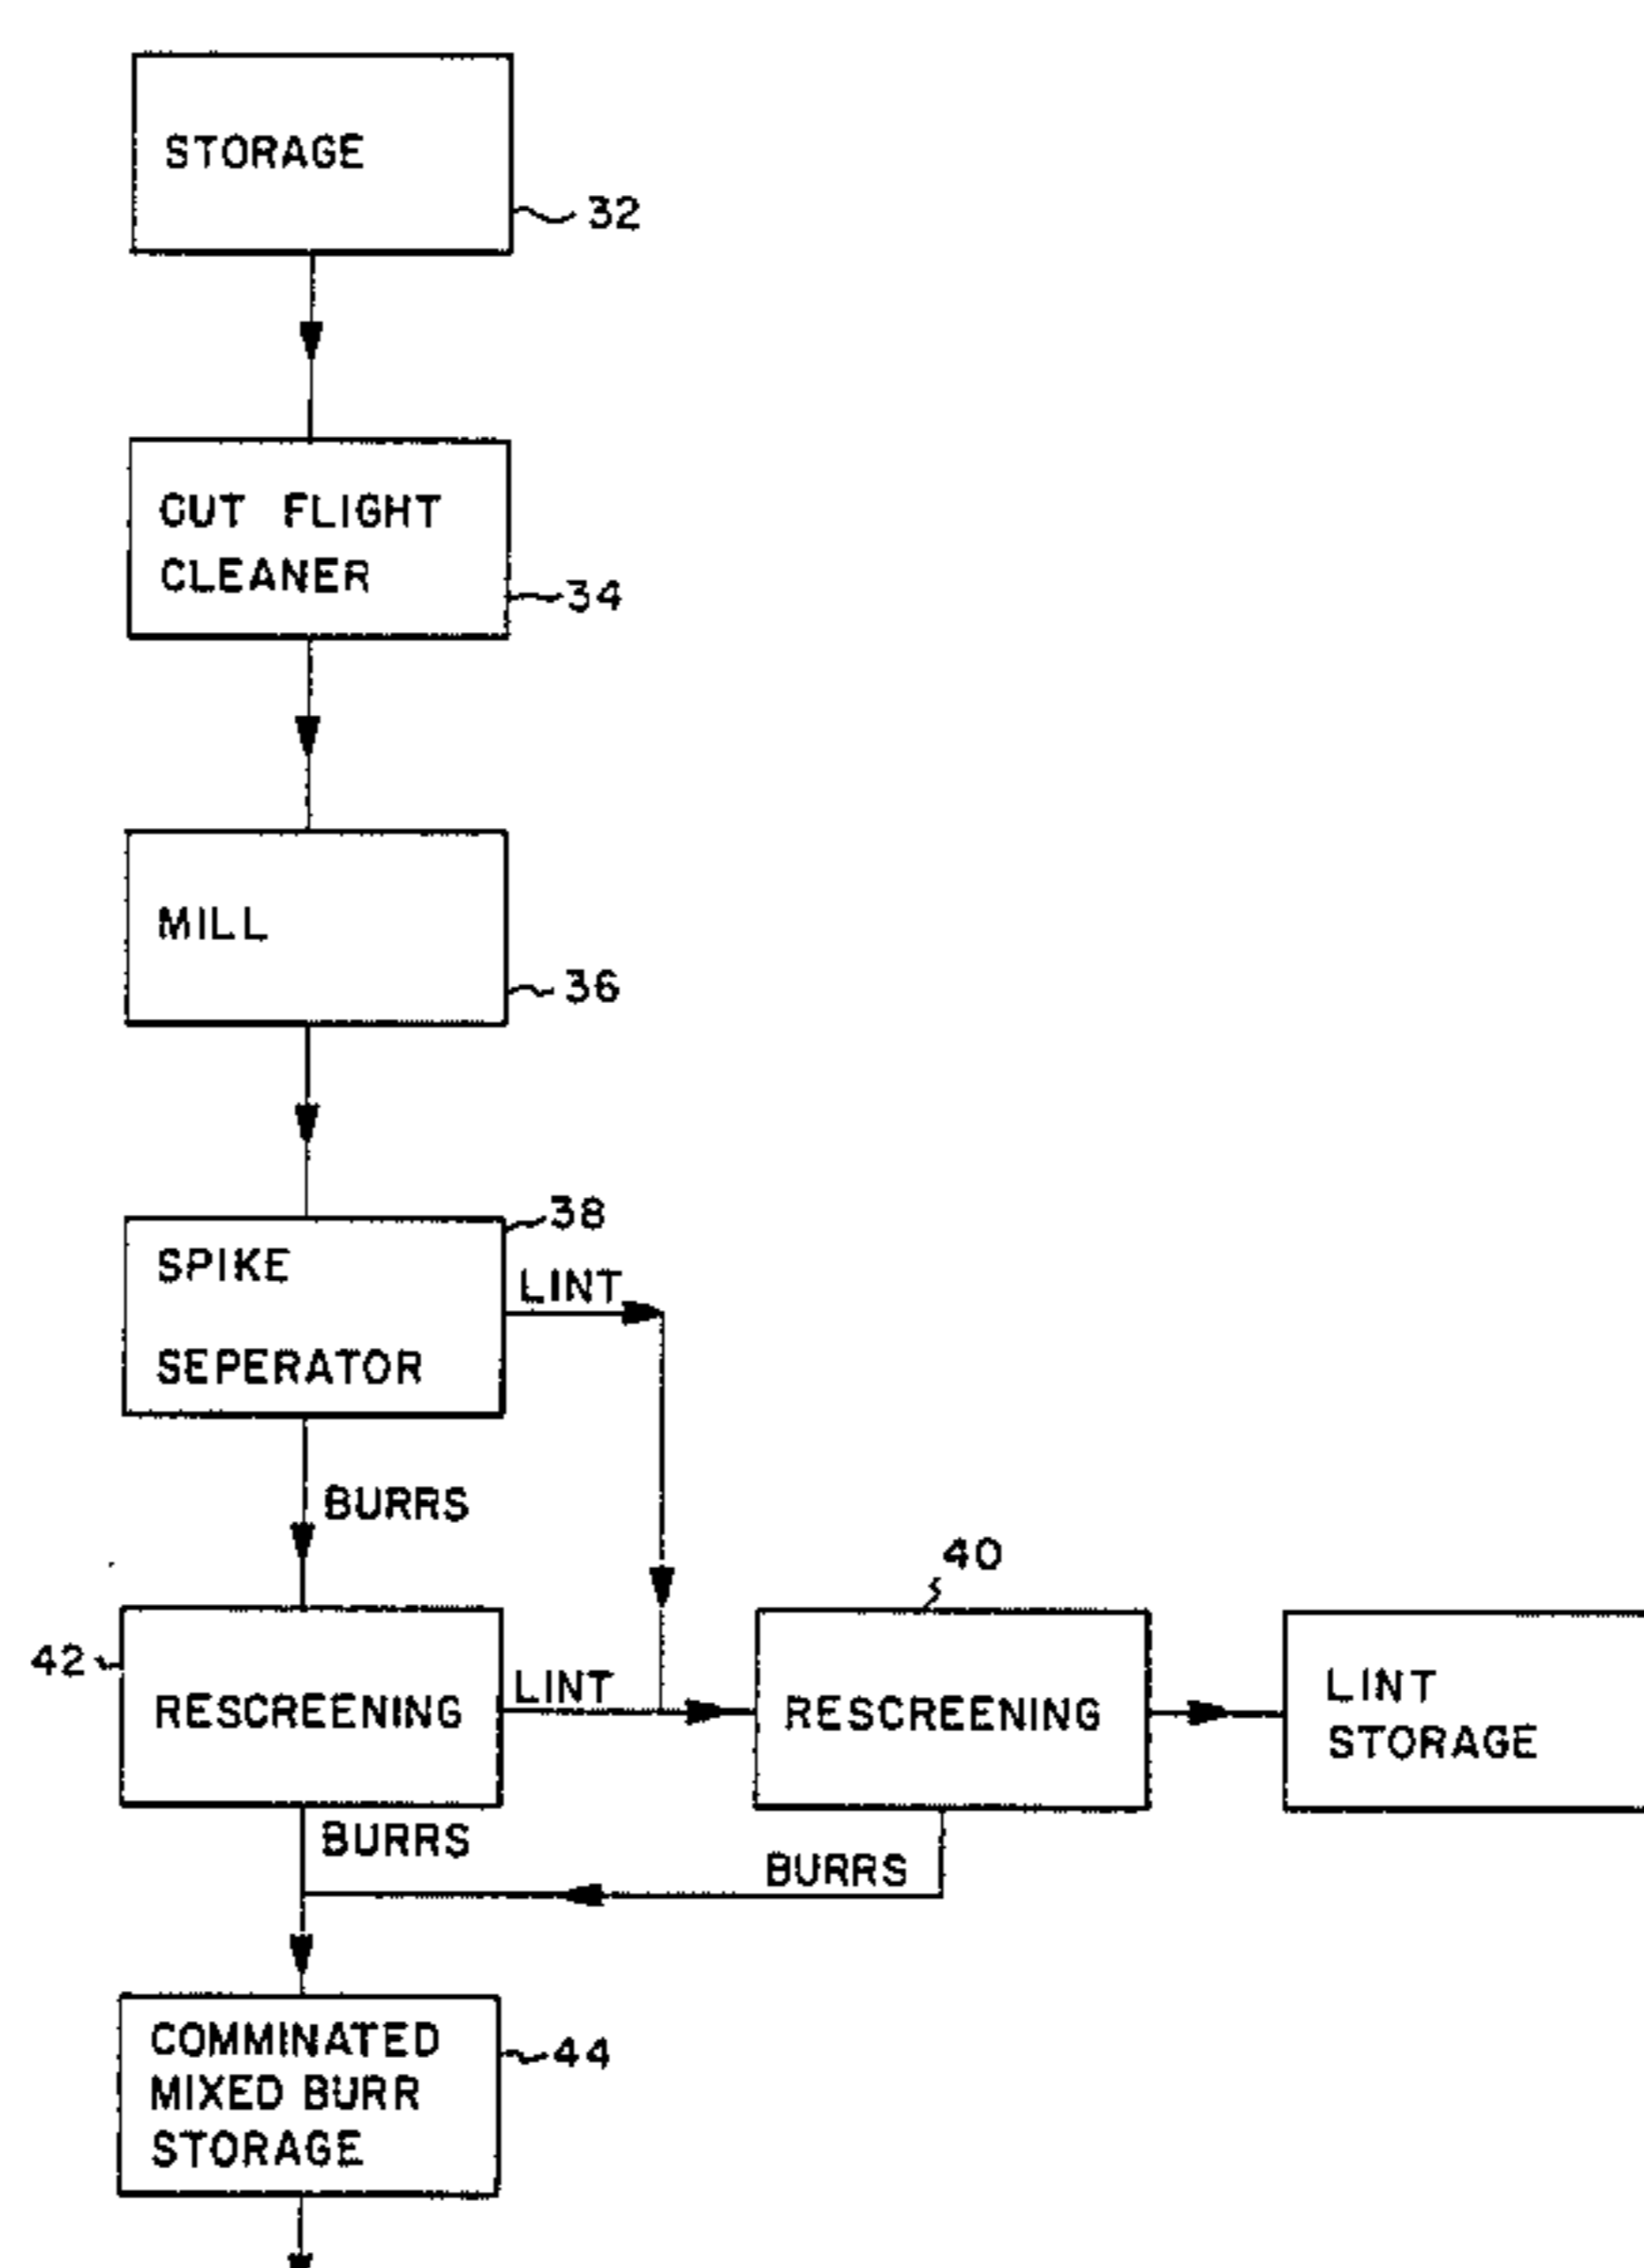 STORAGE
32
CUT FLIGHT
CLEANER
34
MILL
36
38
SPIKE
LINT
SEPERATOR
BURRS
40
42
LINT
RESCREENING
RESCREENING
LINT
STORAGE
BURRS
BURRS
COMMINATED
44
MIXED BURR
STORAGE